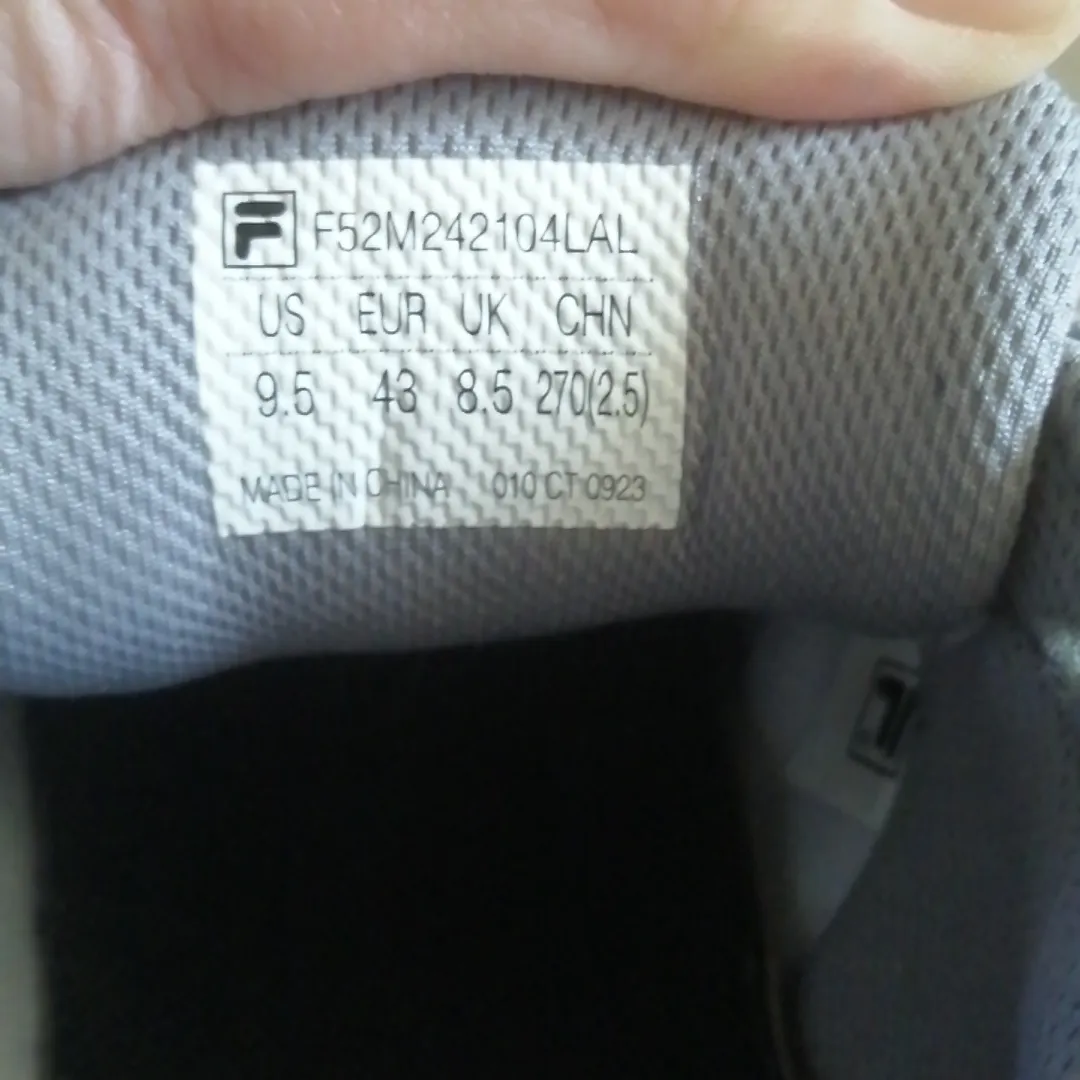 F F52M242104LAL
US EUR UK CHN
9.5 43 8.5 270(2.5)
MADE IN CHINA 010 CT 0923
F